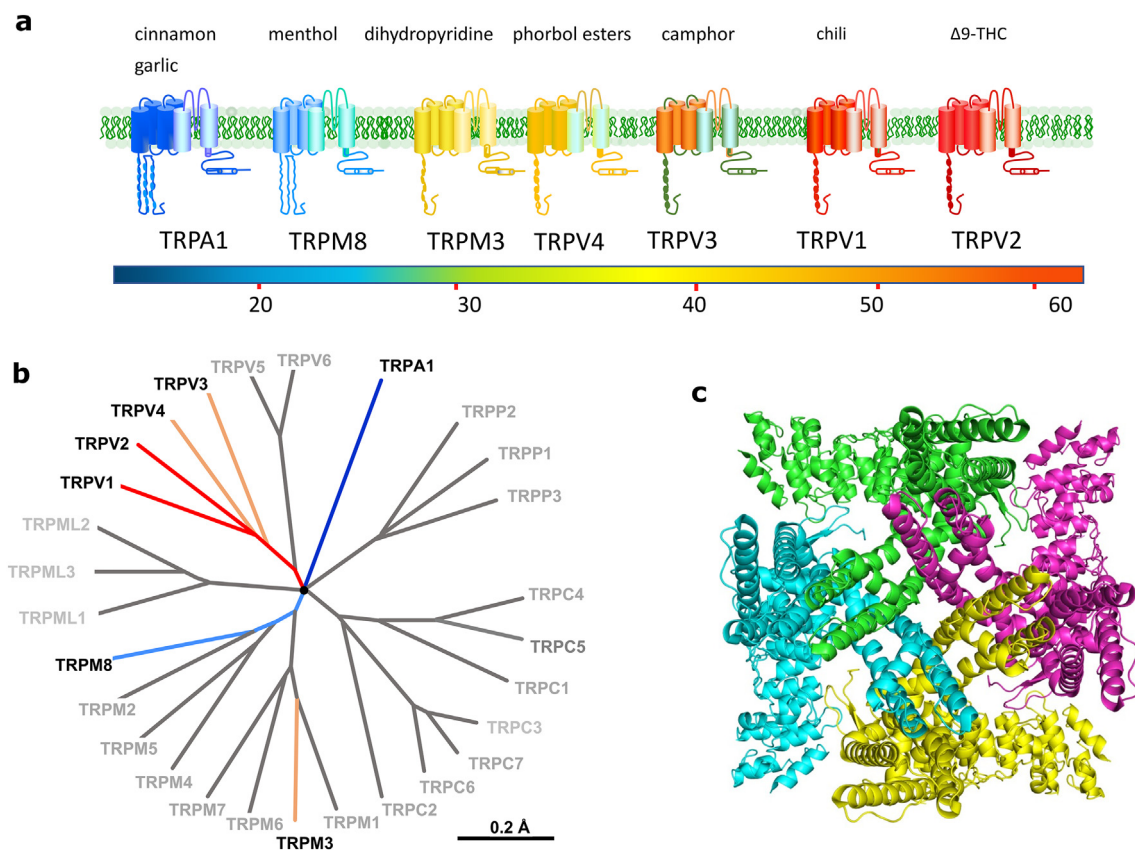 a
cinnamon menthol dihydropyridine phorbol esters camphor chili Δ9-THC
garlic
TRPA1 TRPM8 TRPM3 TRPV4 TRPV3 TRPV1 TRPV2
20 30 40 50 60
b
TRPV5 TRPV6 TRPA1
TRPV3
TRPV4
TRPV2
TRPV1
TRPML2
TRPML3
TRPML1
TRPM8
TRPM2
TRPM5
TRPM4
TRPM7
TRPM6
TRPM3
TRPM1
TRPC2
TRPC6
TRPC7
TRPC3
TRPC1
TRPC5
TRPC4
TRPP3
TRPP1
TRPP2
0.2 Å
c